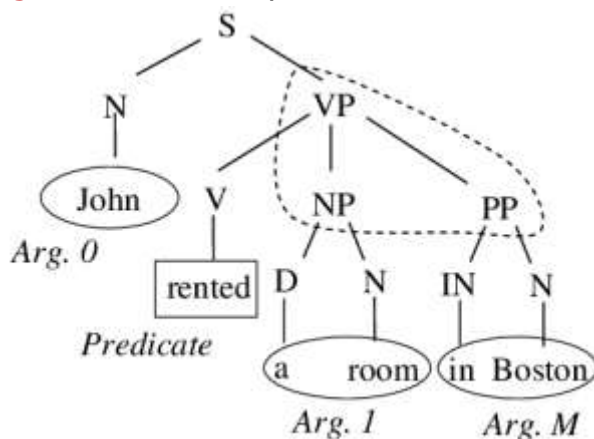 S
N VP
John V NP PP
Arg. 0
rented D N IN N
Predicate
a room in Boston
Arg. 1 Arg. M